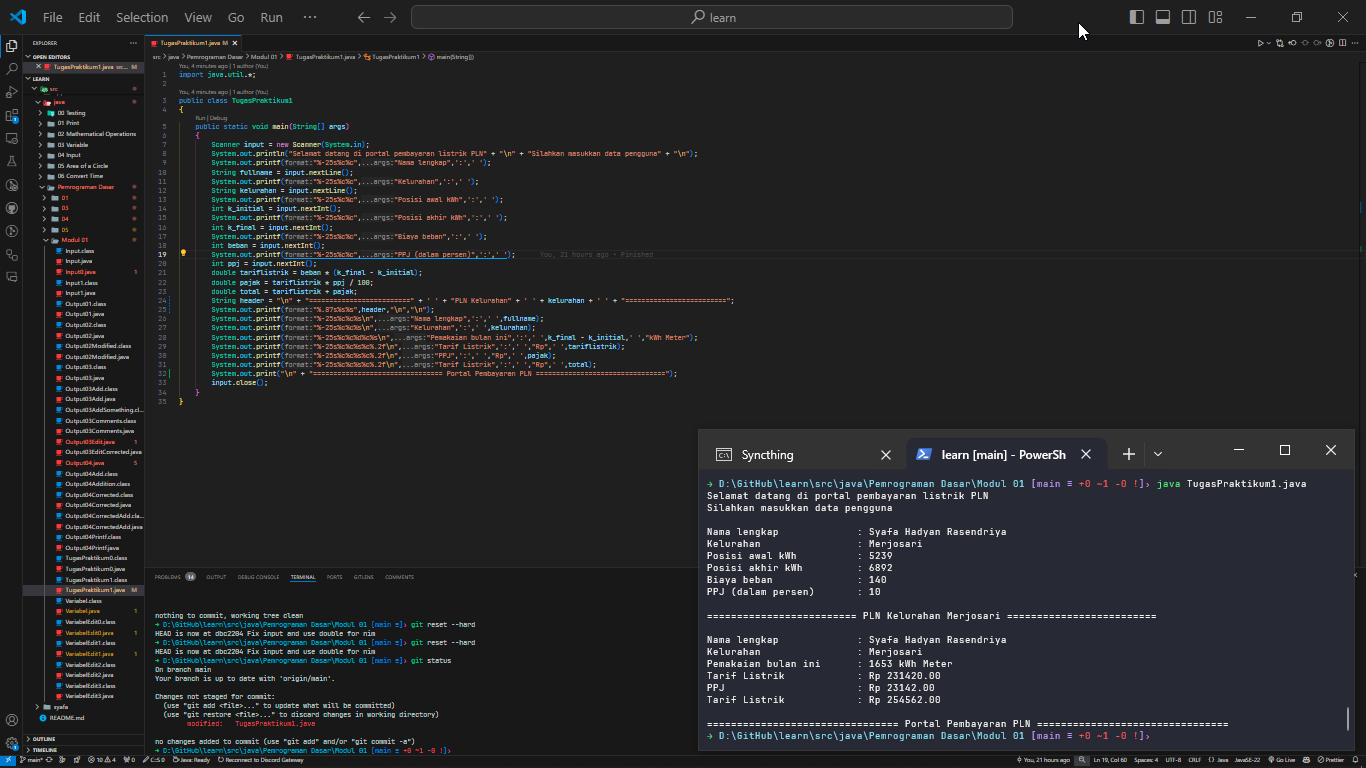 File Edit Selection View Go Run ··· learn
EXPLORER ···
OPEN EDITORS
TugasPraktikum1.java src... M
LEARN
src
java
00 Testing
01 Print
02 Mathematical Operations
03 Variable
04 Input
05 Area of a Circle
06 Convert Time
Pemrograman Dasar
01
03
04
05
Modul 01
Input.class
Input.java
Input0.java 1
Input1.class
Input1.java
Output01.class
Output01.java
Output02.class
Output02.java
Output02Modified.class
Output02Modified.java
Output03.class
Output03.java
Output03Add.class
Output03Add.java
Output03AddSomething.cl...
Output03Comments.class
Output03Comments.java
Output03Edit.java 1
Output03EditCorrected.java
Output04.java 5
Output04Add.class
Output04Addition.class
Output04Corrected.class
Output04Corrected.java
Output04CorrectedAdd.cla...
Output04CorrectedAdd.java
Output04Printf.class
Output04Printf.java
TugasPraktikum0.class
TugasPraktikum0.java
TugasPraktikum1.class
TugasPraktikum1.java M
Variabel.class
Variabel.java 1
VariabelEdit0.class
VariabelEdit0.java 1
VariabelEdit1.class
VariabelEdit1.java 1
VariabelEdit2.class
VariabelEdit2.java
VariabelEdit3.class
VariabelEdit3.java
syafa
README.md
OUTLINE
TIMELINE
TugasPraktikum1.java M
src > java > Pemrograman Dasar > Modul 01 > TugasPraktikum1.java > TugasPraktikum1 > main(String[])
You, 4 minutes ago | 1 author (You)
1 import java.util.*;
2
You, 4 minutes ago | 1 author (You)
3 public class TugasPraktikum1
4 {
Run | Debug
5 public static void main(String[] args)
6 {
7 Scanner input = new Scanner(System.in);
8 System.out.println("Selamat datang di portal pembayaran listrik PLN" + "\n" + "Silahkan masukkan data pengguna" + "\n");
9 System.out.printf(format:"%-25s%c%c",...args:"Nama lengkap",':',' ');
10 String fullname = input.nextLine();
11 System.out.printf(format:"%-25s%c%c",...args:"Kelurahan",':',' ');
12 String kelurahan = input.nextLine();
13 System.out.printf(format:"%-25s%c%c",...args:"Posisi awal kWh",':',' ');
14 int k_initial = input.nextInt();
15 System.out.printf(format:"%-25s%c%c",...args:"Posisi akhir kWh",':',' ');
16 int k_final = input.nextInt();
17 System.out.printf(format:"%-25s%c%c",...args:"Biaya beban",':',' ');
18 int beban = input.nextInt();
19 System.out.printf(format:"%-25s%c%c",...args:"PPJ (dalam persen)",':',' '); You, 21 hours ago • Finished
20 int ppj = input.nextInt();
21 double tariflistrik = beban * (k_final - k_initial);
22 double pajak = tariflistrik * ppj / 100;
23 double total = tariflistrik + pajak;
24 String header = "\n" + "=========================" + ' ' + "PLN Kelurahan" + ' ' + kelurahan + ' ' + "=========================";
25 System.out.printf(format:"%.87s%s%s",header,"\n","\n");
26 System.out.printf(format:"%-25s%c%c%s\n",...args:"Nama lengkap",':',' ',fullname);
27 System.out.printf(format:"%-25s%c%c%s\n",...args:"Kelurahan",':',' ',kelurahan);
28 System.out.printf(format:"%-25s%c%c%d%c%s\n",...args:"Pemakaian bulan ini",':',' ',k_final - k_initial,' ',"kWh Meter");
29 System.out.printf(format:"%-25s%c%c%s%c%.2f\n",...args:"Tarif Listrik",':',' ',"Rp",' ',tariflistrik);
30 System.out.printf(format:"%-25s%c%c%s%c%.2f\n",...args:"PPJ",':',' ',"Rp",' ',pajak);
31 System.out.printf(format:"%-25s%c%c%s%c%.2f\n",...args:"Tarif Listrik",':',' ',"Rp",' ',total);
32 System.out.print("\n" + "================================ Portal Pembayaran PLN ================================");
33 input.close();
34 }
35 }
PROBLEMS 14 OUTPUT DEBUG CONSOLE TERMINAL PORTS GITLENS COMMENTS
nothing to commit, working tree clean
→ D:\GitHub\learn\src\java\Pemrograman Dasar\Modul 01 [main ≡]› git reset --hard
HEAD is now at dbc2204 Fix input and use double for nim
→ D:\GitHub\learn\src\java\Pemrograman Dasar\Modul 01 [main ≡]› git reset --hard
HEAD is now at dbc2204 Fix input and use double for nim
→ D:\GitHub\learn\src\java\Pemrograman Dasar\Modul 01 [main ≡]› git status
On branch main
Your branch is up to date with 'origin/main'.
Changes not staged for commit:
(use "git add <file>..." to update what will be committed)
(use "git restore <file>..." to discard changes in working directory)
modified: TugasPraktikum1.java
no changes added to commit (use "git add" and/or "git commit -a")
→ D:\GitHub\learn\src\java\Pemrograman Dasar\Modul 01 [main ≡ +0 ~1 -0 !]›
Syncthing learn [main] - PowerSh
→ D:\GitHub\learn\src\java\Pemrograman Dasar\Modul 01 [main ≡ +0 ~1 -0 !]› java TugasPraktikum1.java
Selamat datang di portal pembayaran listrik PLN
Silahkan masukkan data pengguna
Nama lengkap : Syafa Hadyan Rasendriya
Kelurahan : Merjosari
Posisi awal kWh : 5239
Posisi akhir kWh : 6892
Biaya beban : 140
PPJ (dalam persen) : 10
========================= PLN Kelurahan Merjosari =========================
Nama lengkap : Syafa Hadyan Rasendriya
Kelurahan : Merjosari
Pemakaian bulan ini : 1653 kWh Meter
Tarif Listrik : Rp 231420.00
PPJ : Rp 23142.00
Tarif Listrik : Rp 254562.00
================================ Portal Pembayaran PLN ================================
→ D:\GitHub\learn\src\java\Pemrograman Dasar\Modul 01 [main ≡ +0 ~1 -0 !]›
main* 10 4 0 C:S: 0 Java: Ready Reconnect to Discord Gateway You, 21 hours ago Ln 19, Col 60 Spaces: 4 UTF-8 CRLF {} Java JavaSE-22 Go Live Prettier